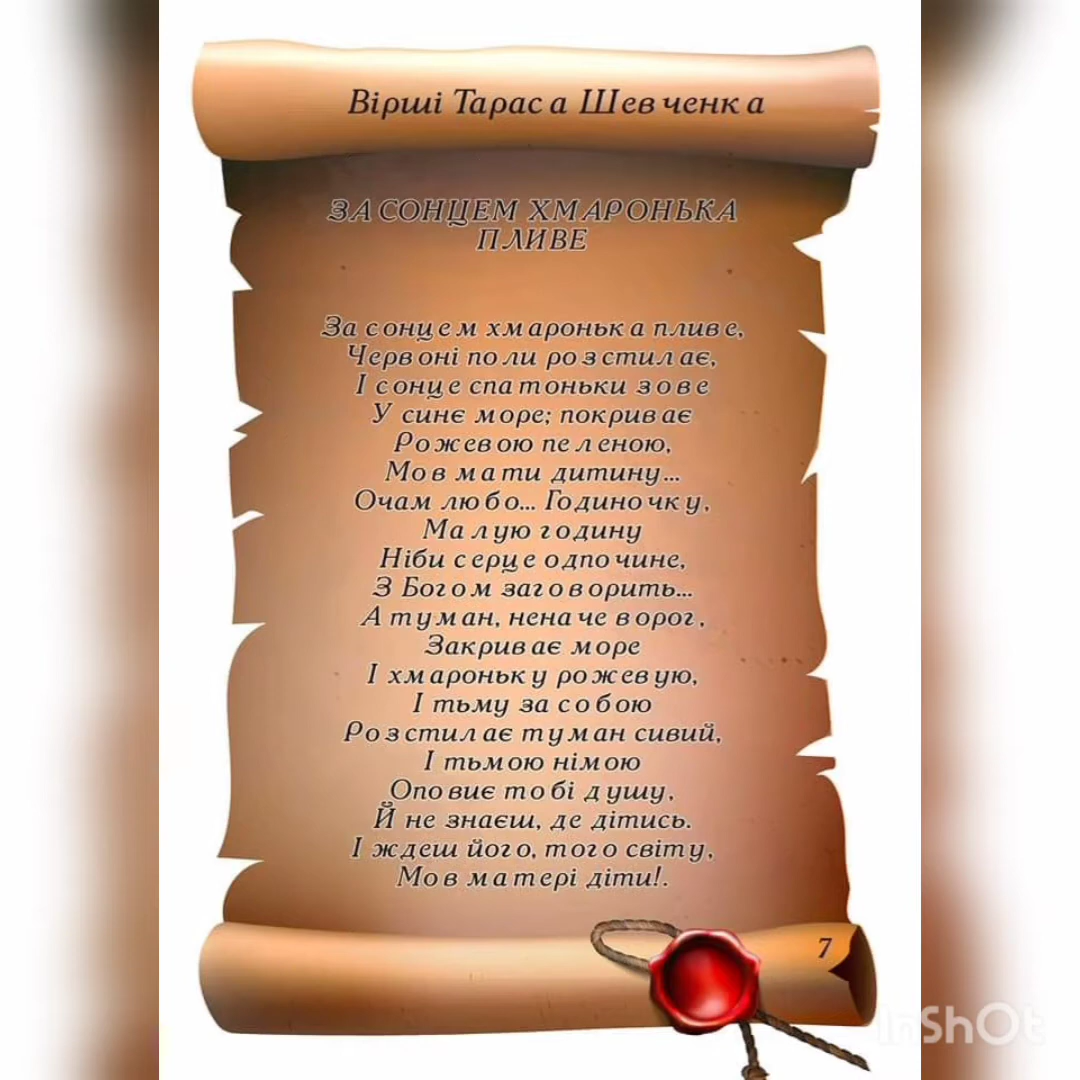 Вірші Тараса Шевченка
ЗА СОНЦЕМ ХМАРОНЬКА
ПЛИВЕ
За сонцем хмаронька пливе,
Червоні поли розстилає,
І сонце спатоньки зове
У синє море; покриває
Рожевою пеленою,
Мов мати дитину...
Очам любо... Годиночку,
Малую годину
Ніби серце одпочине,
З Богом заговорить...
А туман, неначе ворог,
Закриває море
І хмароньку рожевую,
І тьму за собою
Розстилає туман сивий,
І тьмою німою
Оповиє тобі душу,
Й не знаєш, де дітись.
І ждеш його, того світу,
Мов матері діти!.
7
InShOt